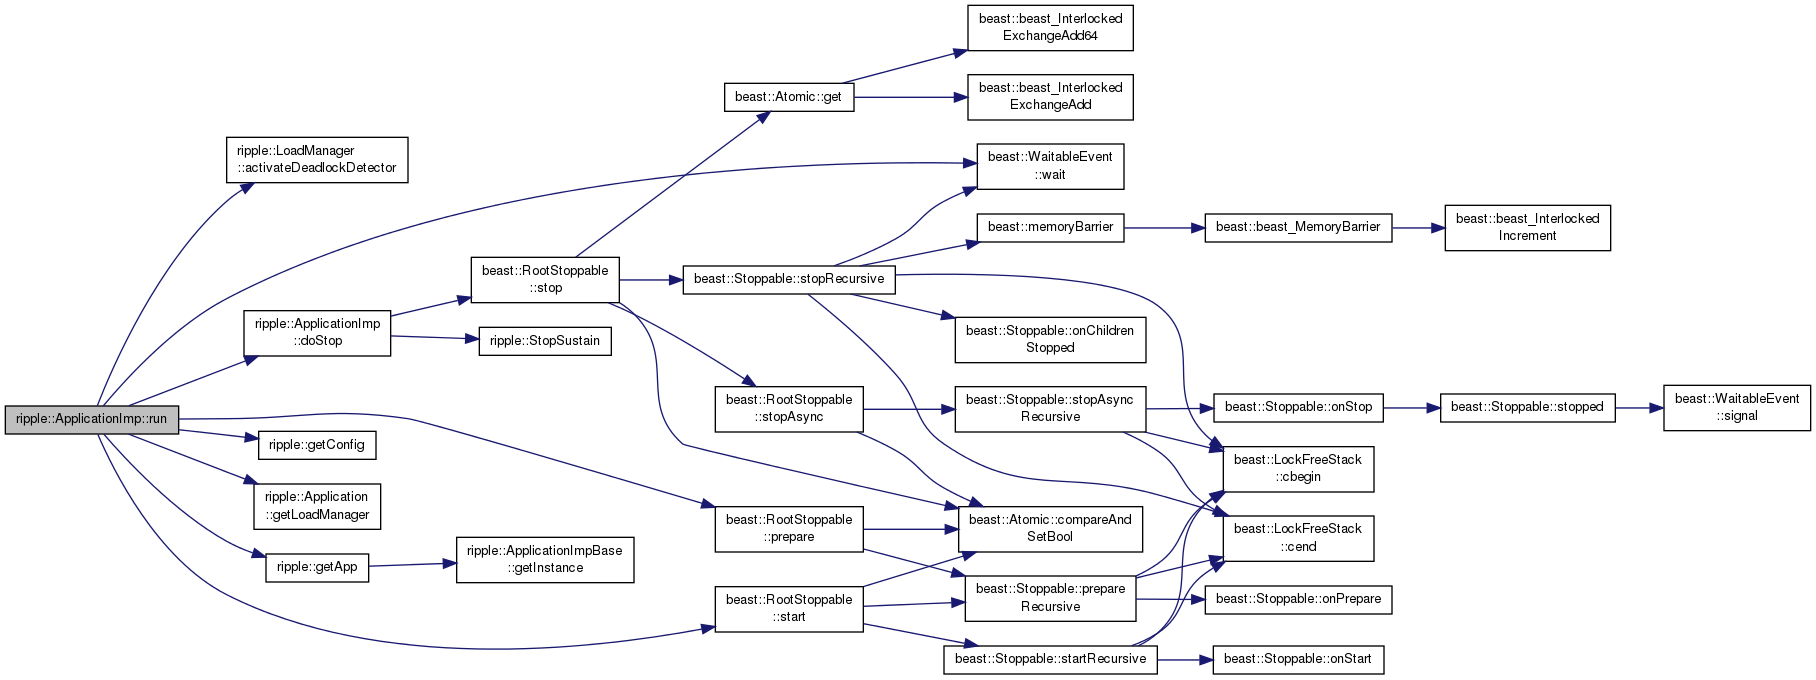 beast::beast_Interlocked
ExchangeAdd64
beast::Atomic::get
beast::beast_Interlocked
ExchangeAdd
ripple::LoadManager
::activateDeadlockDetector
beast::WaitableEvent
::wait
beast::memoryBarrier
beast::beast_MemoryBarrier
beast::beast_Interlocked
Increment
beast::RootStoppable
::stop
beast::Stoppable::stopRecursive
ripple::ApplicationImp
::doStop
ripple::StopSustain
beast::Stoppable::onChildren
Stopped
ripple::ApplicationImp::run
beast::RootStoppable
::stopAsync
beast::Stoppable::stopAsync
Recursive
beast::Stoppable::onStop
beast::Stoppable::stopped
beast::WaitableEvent
::signal
ripple::getConfig
beast::LockFreeStack
::cbegin
ripple::Application
::getLoadManager
beast::RootStoppable
::prepare
beast::Atomic::compareAnd
SetBool
beast::LockFreeStack
::cend
ripple::getApp
ripple::ApplicationImpBase
::getInstance
beast::RootStoppable
::start
beast::Stoppable::prepare
Recursive
beast::Stoppable::onPrepare
beast::Stoppable::startRecursive
beast::Stoppable::onStart